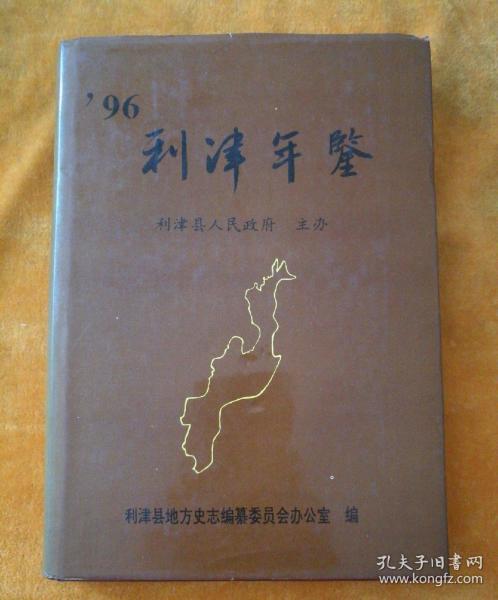 '96
利津年鉴
利津县人民政府 主办
利津县地方史志编纂委员会办公室 编
孔夫子旧书网
www.kongfz.com